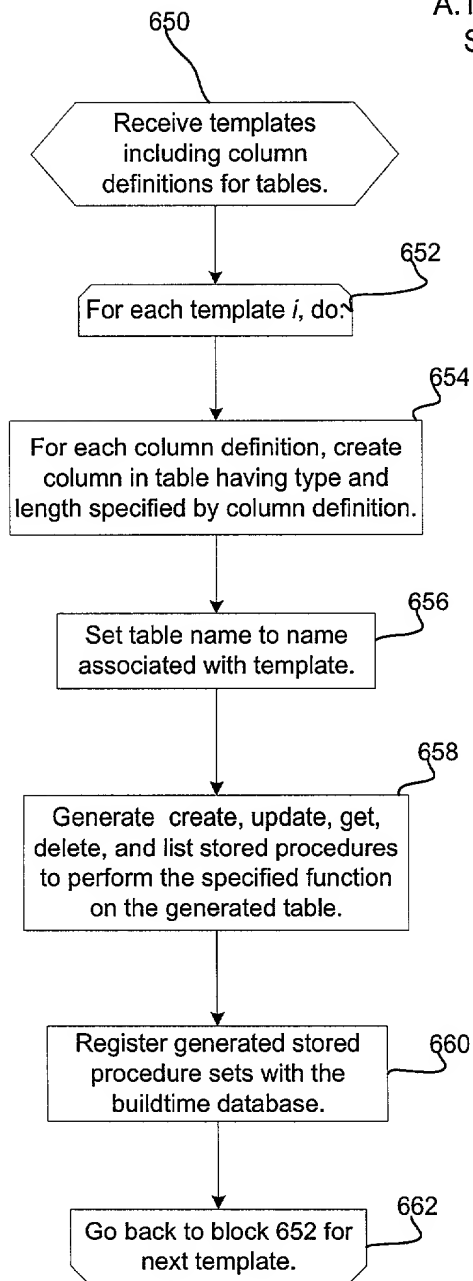 650
Receive templates
including column
definitions for tables.
652
For each template i, do:
654
For each column definition, create
column in table having type and
length specified by column definition.
656
Set table name to name
associated with template.
658
Generate create, update, get,
delete, and list stored procedures
to perform the specified function
on the generated table.
660
Register generated stored
procedure sets with the
buildtime database.
662
Go back to block 652 for
next template.